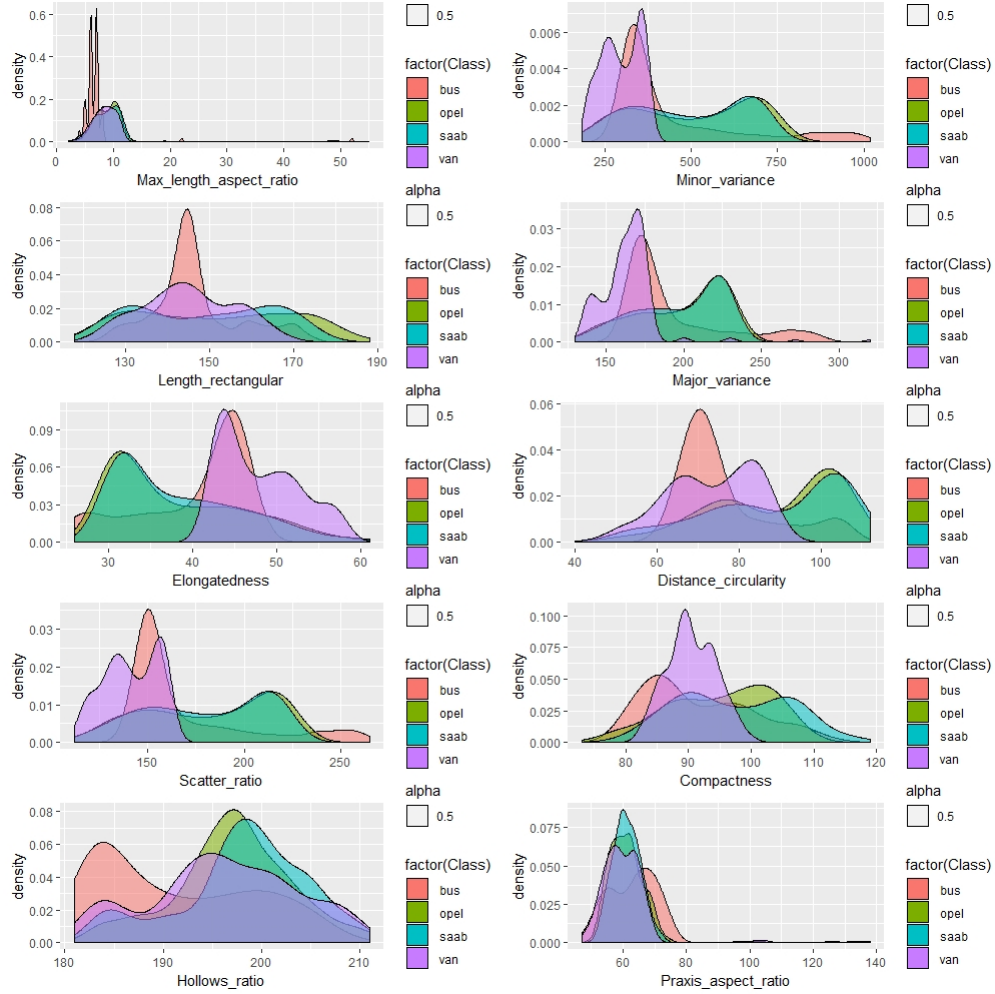 0.6
0.4
0.2
0.0
density
0 10 20 30 40 50
Max_length_aspect_ratio
0.5
factor(Class)
bus
opel
saab
van
0.006
0.004
0.002
0.000
density
250 500 750 1000
Minor_variance
0.5
factor(Class)
bus
opel
saab
van
0.08
0.06
0.04
0.02
0.00
density
130 150 170 190
Length_rectangular
alpha
0.5
factor(Class)
bus
opel
saab
van
0.03
0.02
0.01
0.00
density
150 200 250 300
Major_variance
alpha
0.5
factor(Class)
bus
opel
saab
van
0.09
0.06
0.03
0.00
density
30 40 50 60
Elongatedness
alpha
0.5
factor(Class)
bus
opel
saab
van
0.06
0.04
0.02
0.00
density
40 60 80 100
Distance_circularity
alpha
0.5
factor(Class)
bus
opel
saab
van
0.03
0.02
0.01
0.00
density
150 200 250
Scatter_ratio
alpha
0.5
factor(Class)
bus
opel
saab
van
0.100
0.075
0.050
0.025
0.000
density
80 90 100 110 120
Compactness
alpha
0.5
factor(Class)
bus
opel
saab
van
0.08
0.06
0.04
0.02
0.00
density
180 190 200 210
Hollows_ratio
alpha
0.5
factor(Class)
bus
opel
saab
van
0.075
0.050
0.025
0.000
density
60 80 100 120 140
Praxis_aspect_ratio
alpha
0.5
factor(Class)
bus
opel
saab
van